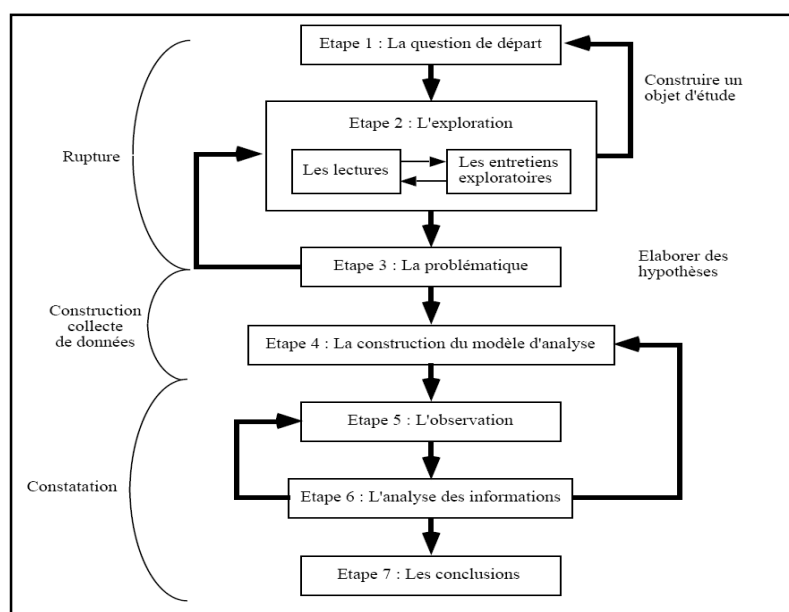 Etape 1 : La question de départ
Construire un
objet d'étude
Etape 2 : L'exploration
Rupture
Les lectures
Les entretiens
exploratoires
Etape 3 : La problématique
Elaborer des
hypothèses
Construction
collecte
de données
Etape 4 : La construction du modèle d'analyse
Etape 5 : L'observation
Constatation
Etape 6 : L'analyse des informations
Etape 7 : Les conclusions